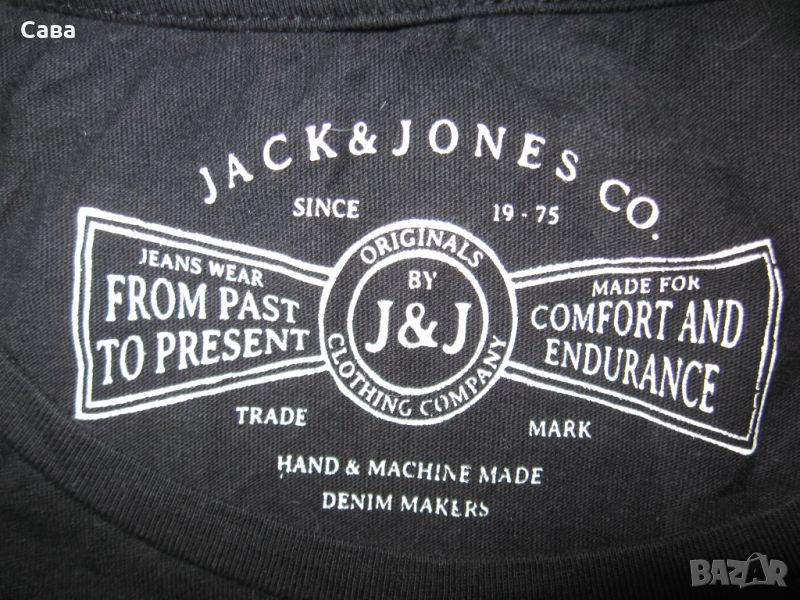 Сава
JACK & JONES CO.
SINCE 19 - 75
ORIGINALS
BY
J&J
CLOTHING COMPANY
JEANS WEAR
FROM PAST
TO PRESENT
MADE FOR
COMFORT AND
ENDURANCE
TRADE MARK
HAND & MACHINE MADE
DENIM MAKERS
BAZAR